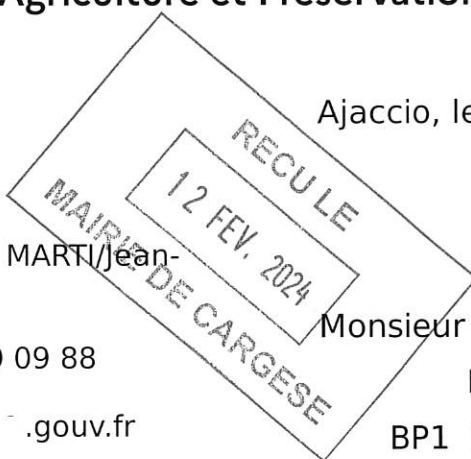 Agriculture et Préservation
Ajaccio, le
RECU LE
12 FEV. 2024
MAIRIE DE CARGESE
MARTI/Jean-
Monsieur
09 88
.gouv.fr
BP1